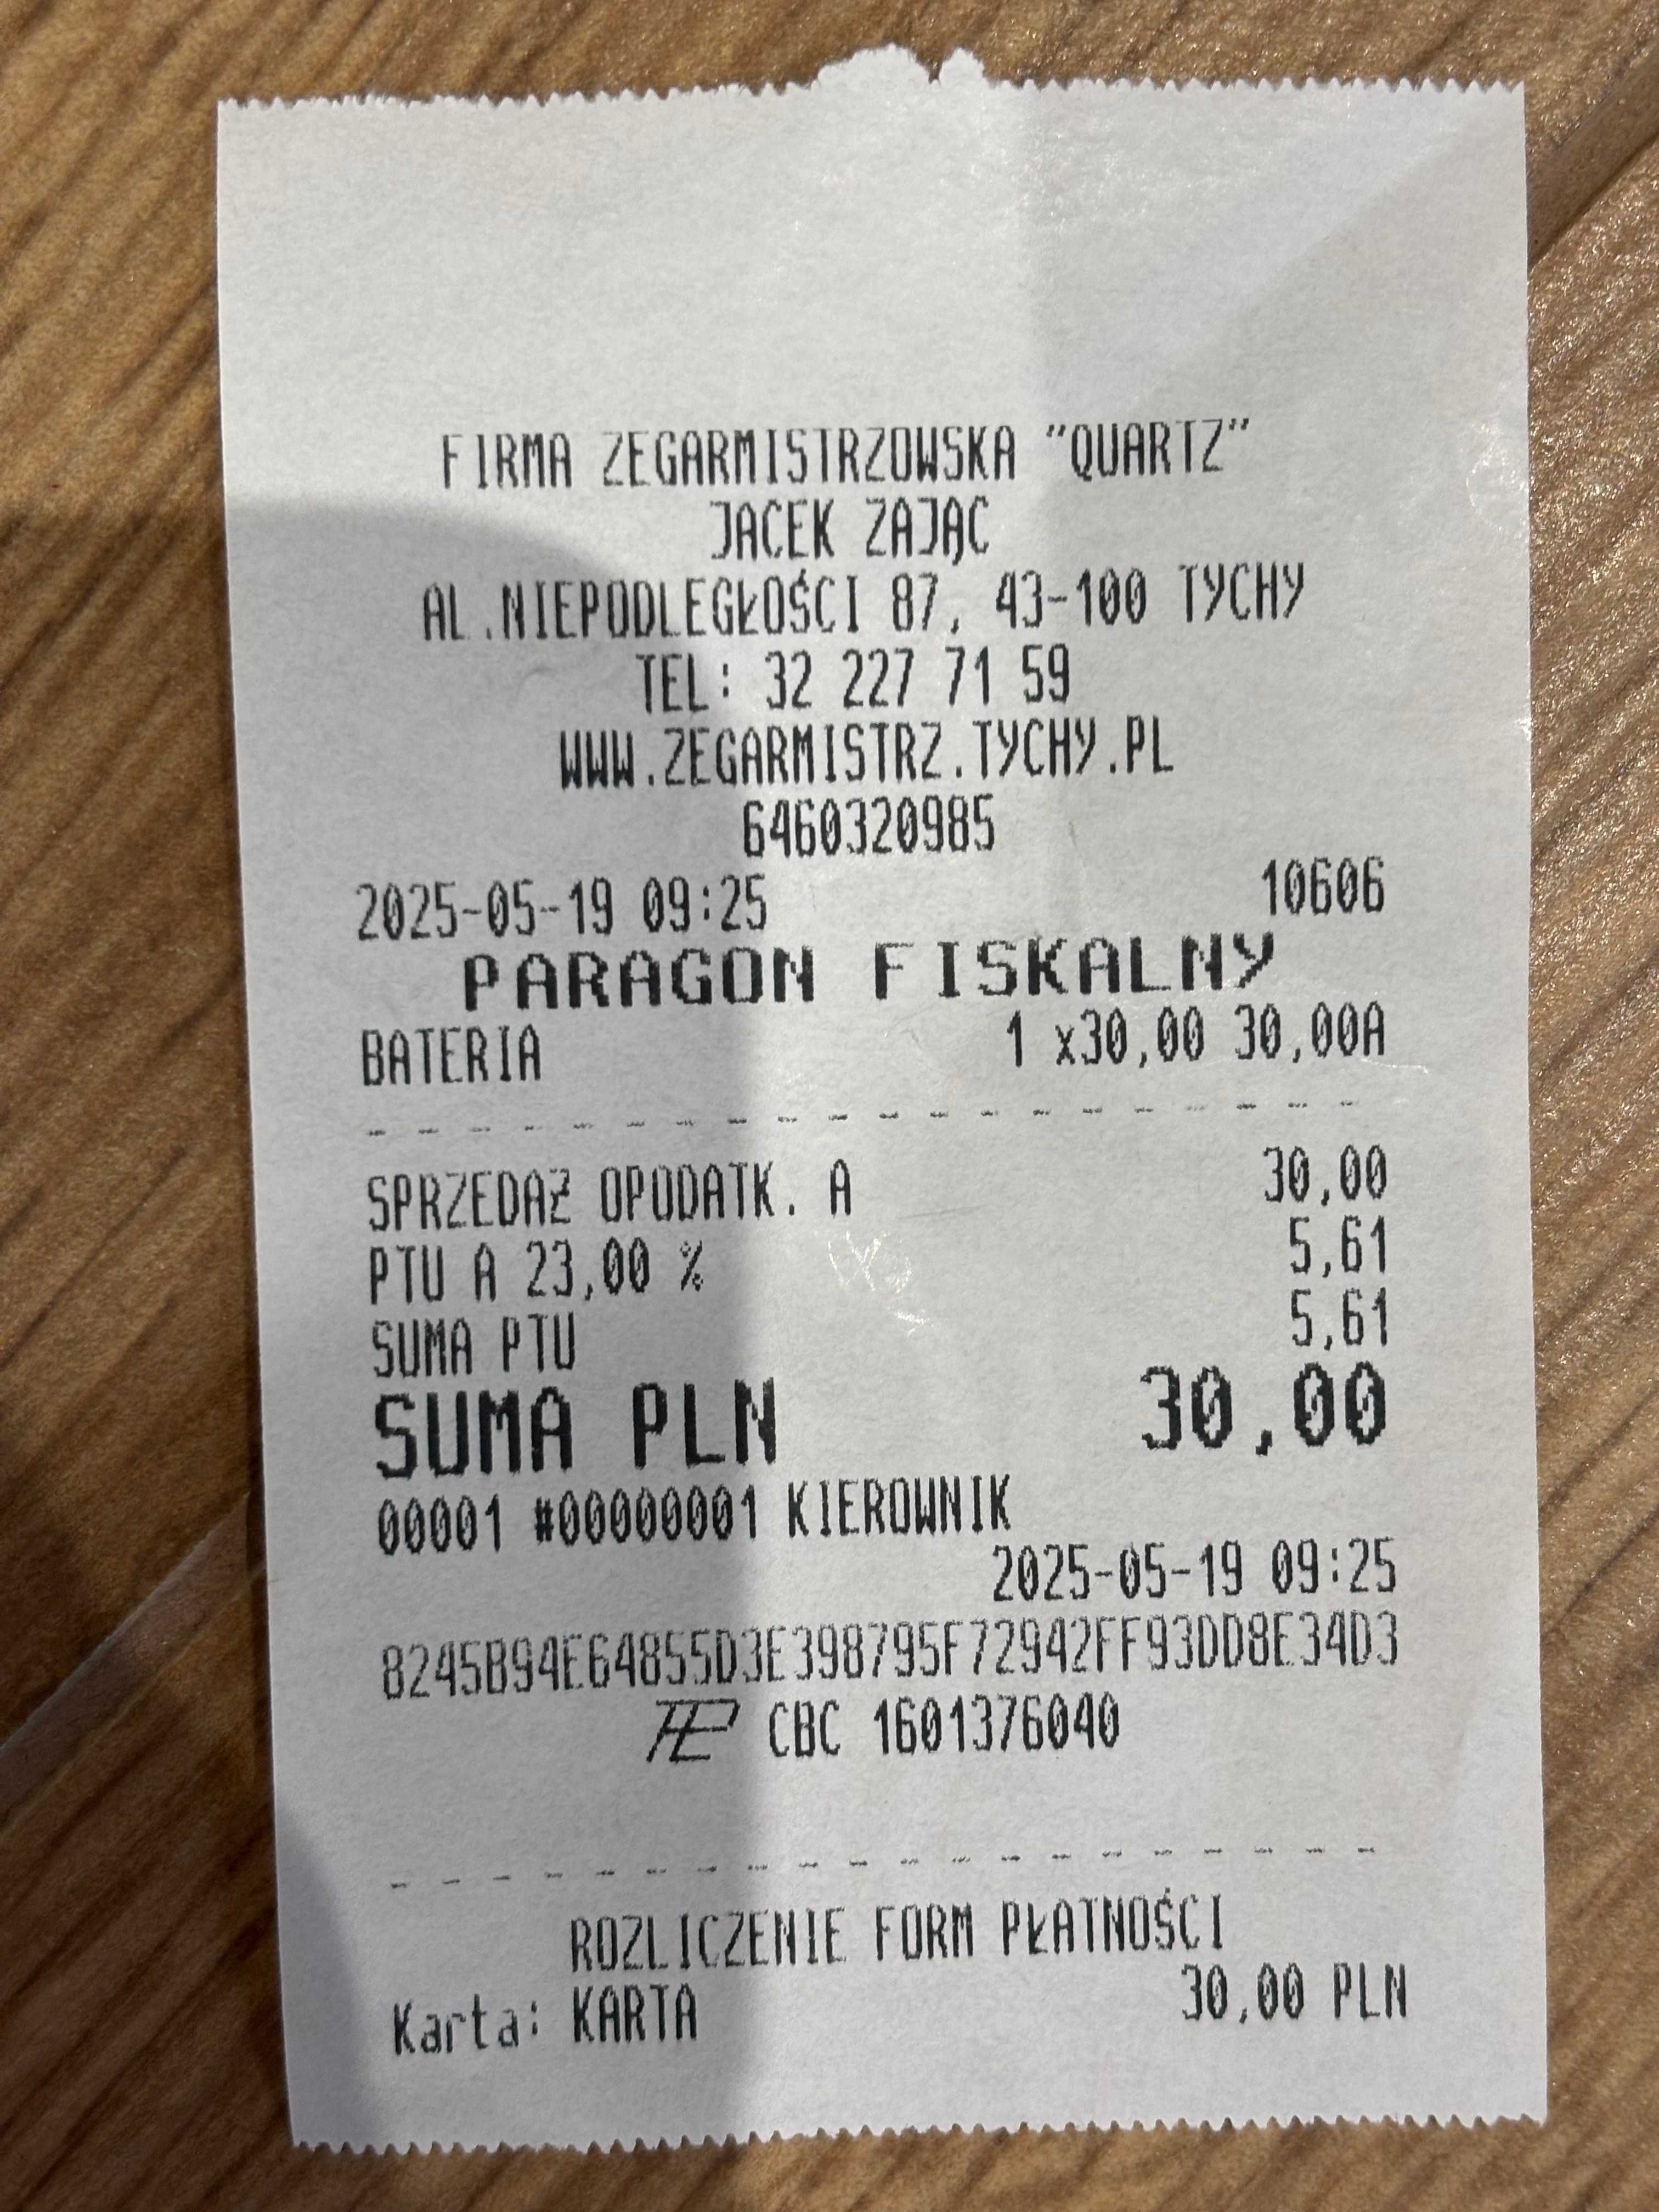 FIRMA ZEGARMISTRZOWSKA "QUARTZ"
JACEK ZAJĄC
AL.NIEPODLEGŁOŚCI 87, 43-100 TYCHY
TEL: 32 227 71 59
WWW.ZEGARMISTRZ.TYCHY.PL
6460320985
2025-05-19 09:25 10606
PARAGON FISKALNY
BATERIA 1 x30,00 30,00A
SPRZEDAŻ OPODATK. A 30,00
PTU A 23,00 % 5,61
SUMA PTU 5,61
SUMA PLN 30,00
00001 #00000001 KIEROWNIK
2025-05-19 09:25
8245B94E64855D3E398795F72942FF93DD8E34D3
CBC 1601376040
ROZLICZENIE FORM PŁATNOŚCI
Karta: KARTA 30,00 PLN